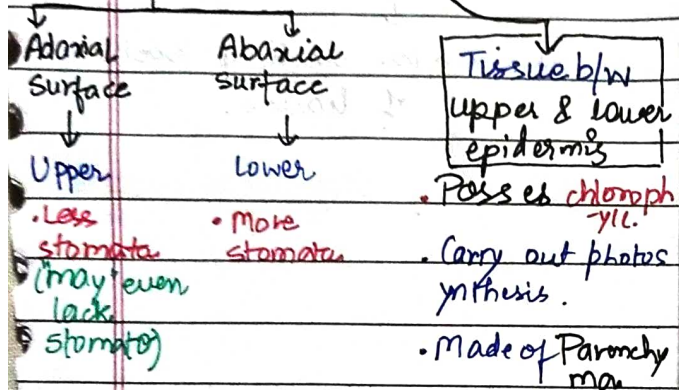 Adaxial
surface
Upper
. Less
stomata
(may even
lack
stomata)
Abaxial
surface
Lower
• More
stomata
Tissue b/w
upper & lower
epidermis
. Posses chloroph
-yll.
. Carry out photos
ynthesis.
• Made of Parenchy
ma